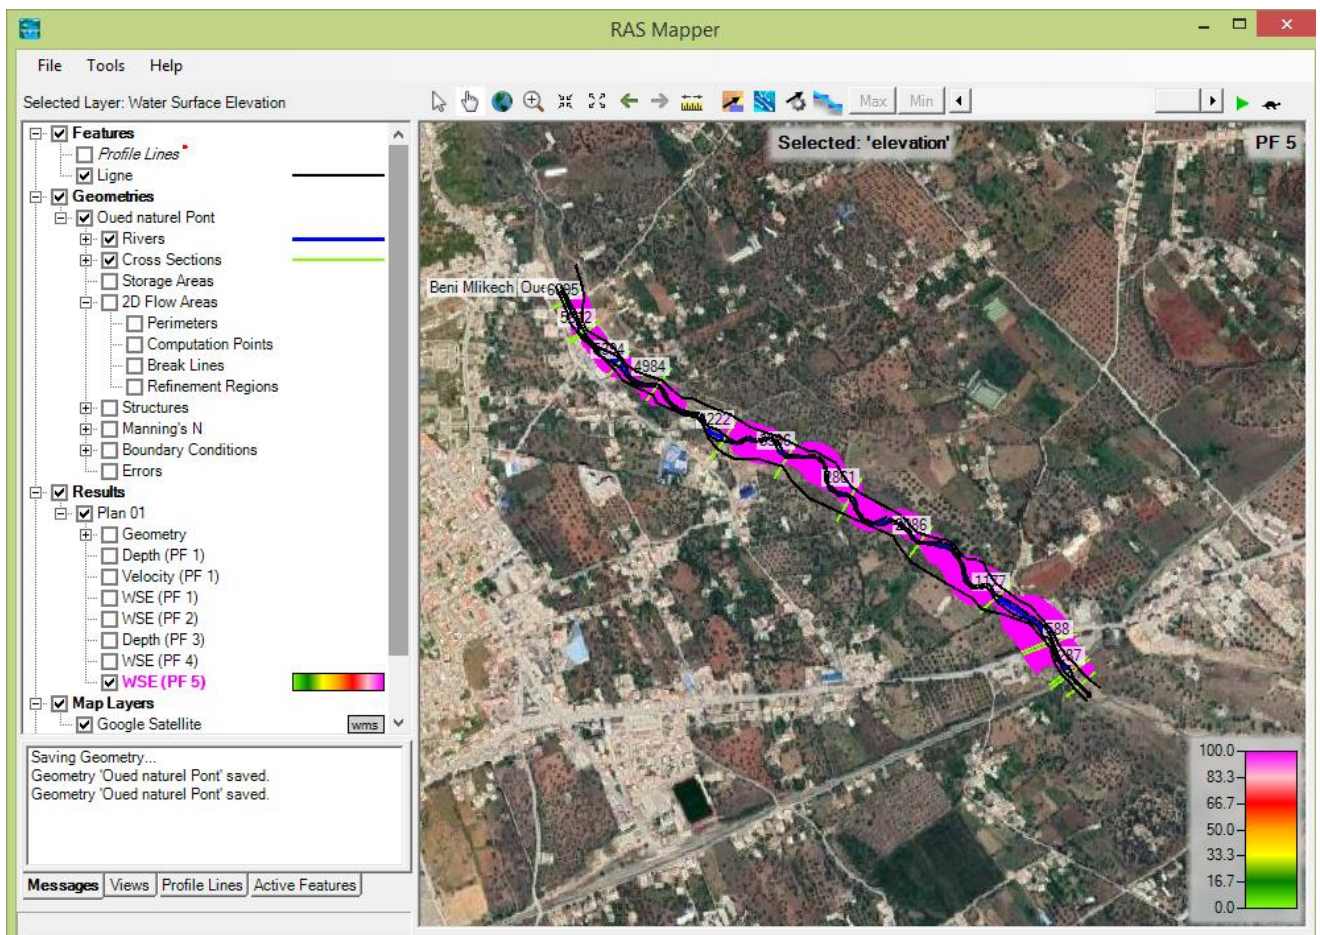 RAS Mapper
File Tools Help
Selected Layer: Water Surface Elevation
Max Min
Features
Profile Lines
Ligne
Geometries
Oued naturel Pont
Rivers
Cross Sections
Storage Areas
2D Flow Areas
Perimeters
Computation Points
Break Lines
Refinement Regions
Structures
Manning's N
Boundary Conditions
Errors
Results
Plan 01
Geometry
Depth (PF 1)
Velocity (PF 1)
WSE (PF 1)
WSE (PF 2)
Depth (PF 3)
WSE (PF 4)
WSE (PF 5)
Map Layers
Google Satellite wms
Saving Geometry...
Geometry 'Oued naturel Pont' saved.
Geometry 'Oued naturel Pont' saved.
Messages Views Profile Lines Active Features
Selected: 'elevation' PF 5
Beni Mlikech
4984
1177
100.0
83.3
66.7
50.0
33.3
16.7
0.0